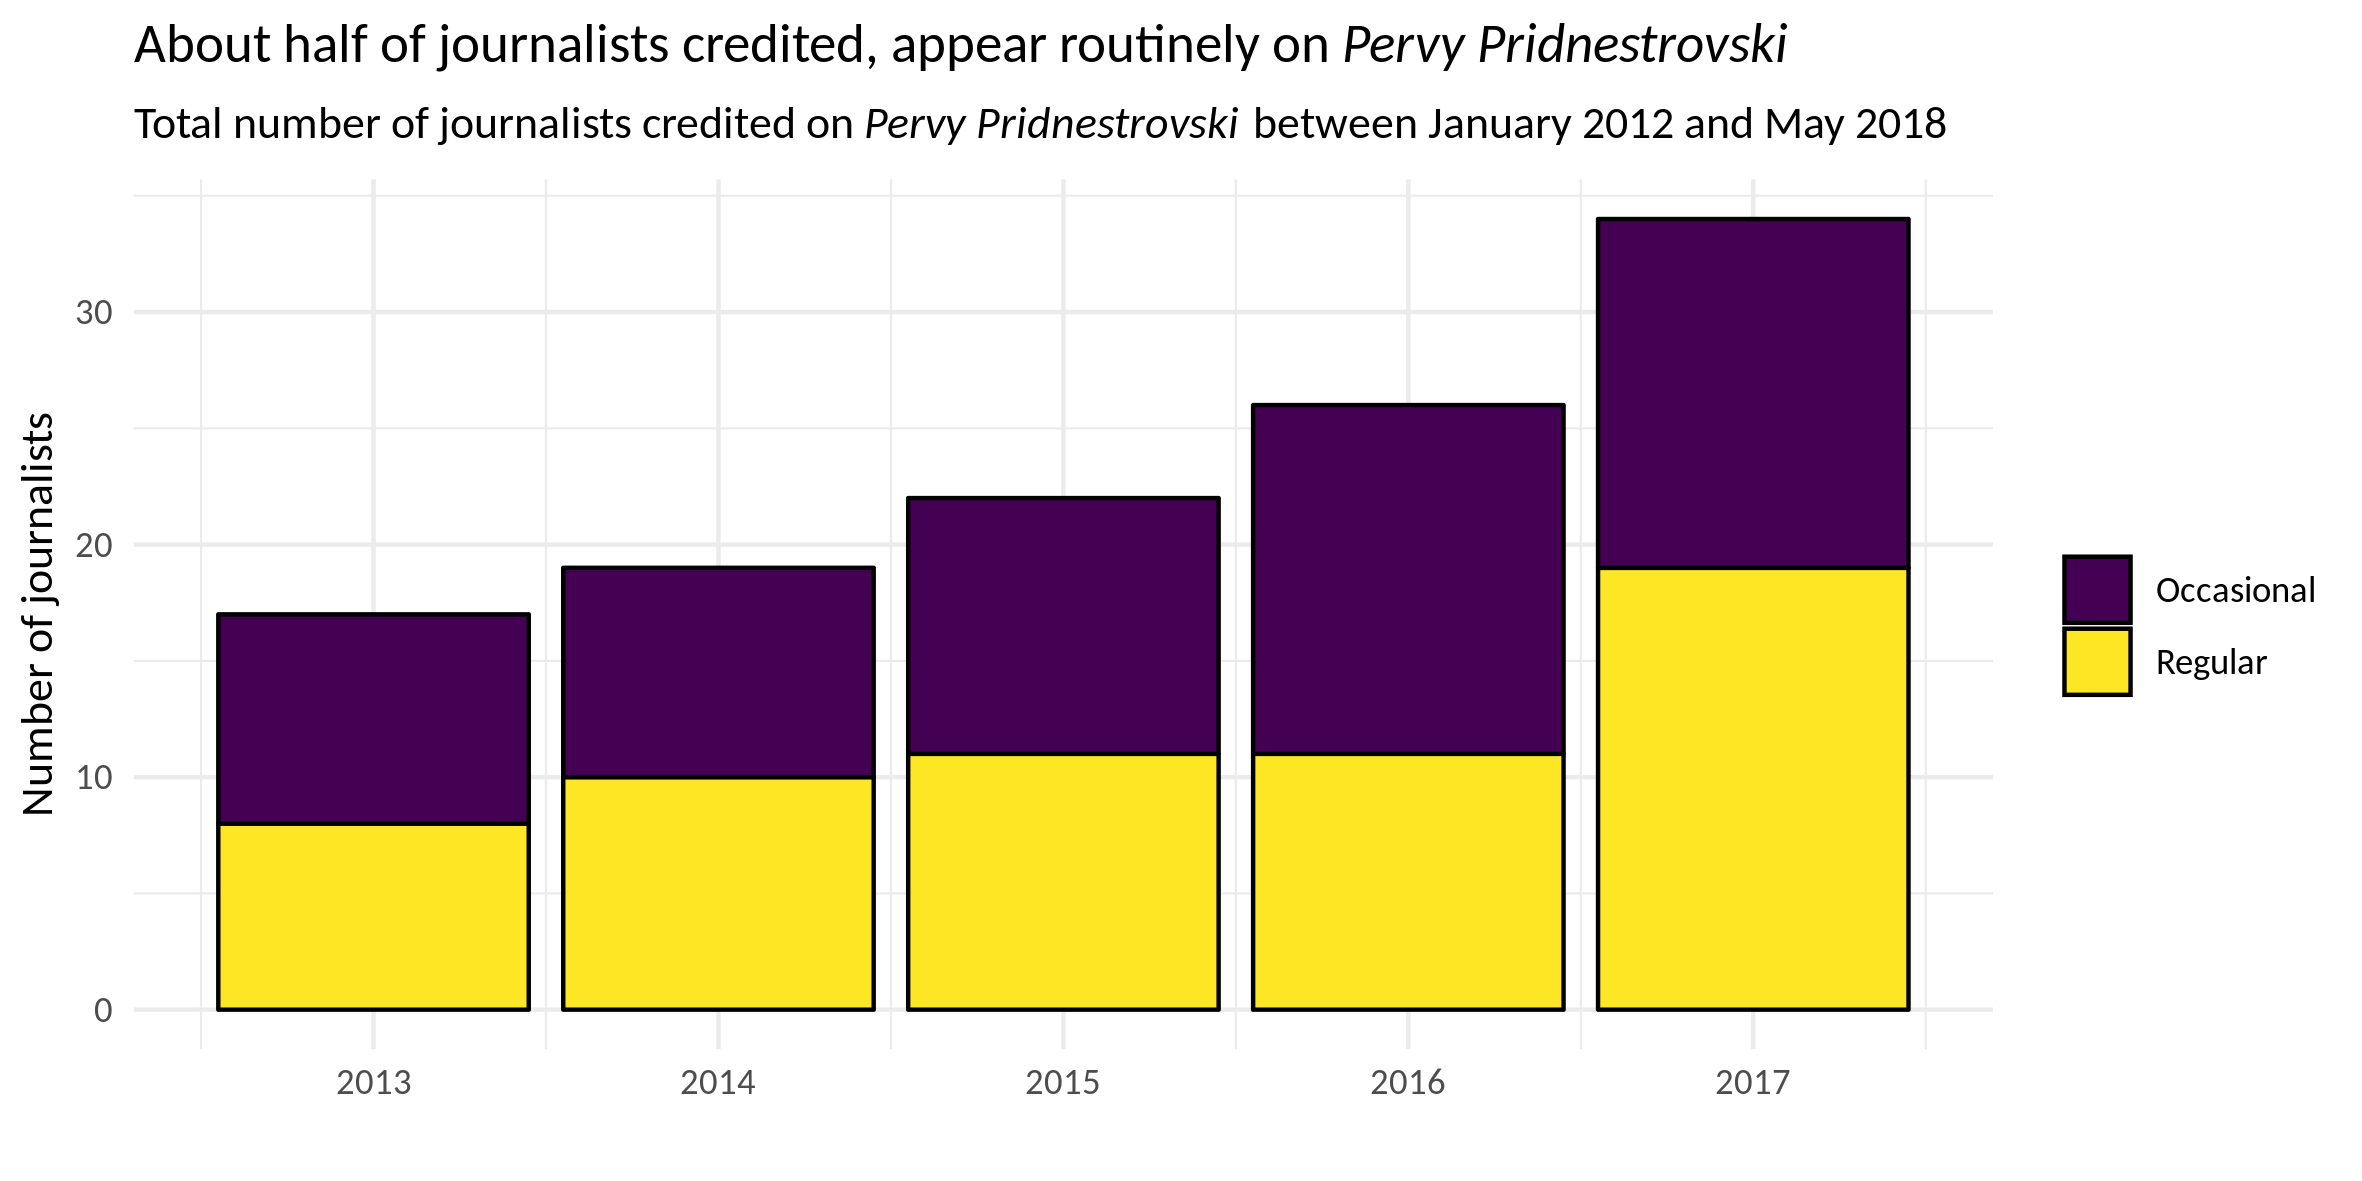 About half of journalists credited, appear routinely on Pervy Pridnestrovski
Total number of journalists credited on Pervy Pridnestrovski between January 2012 and May 2018
Number of journalists
30
20
10
0
2013
2014
2015
2016
2017
Occasional
Regular